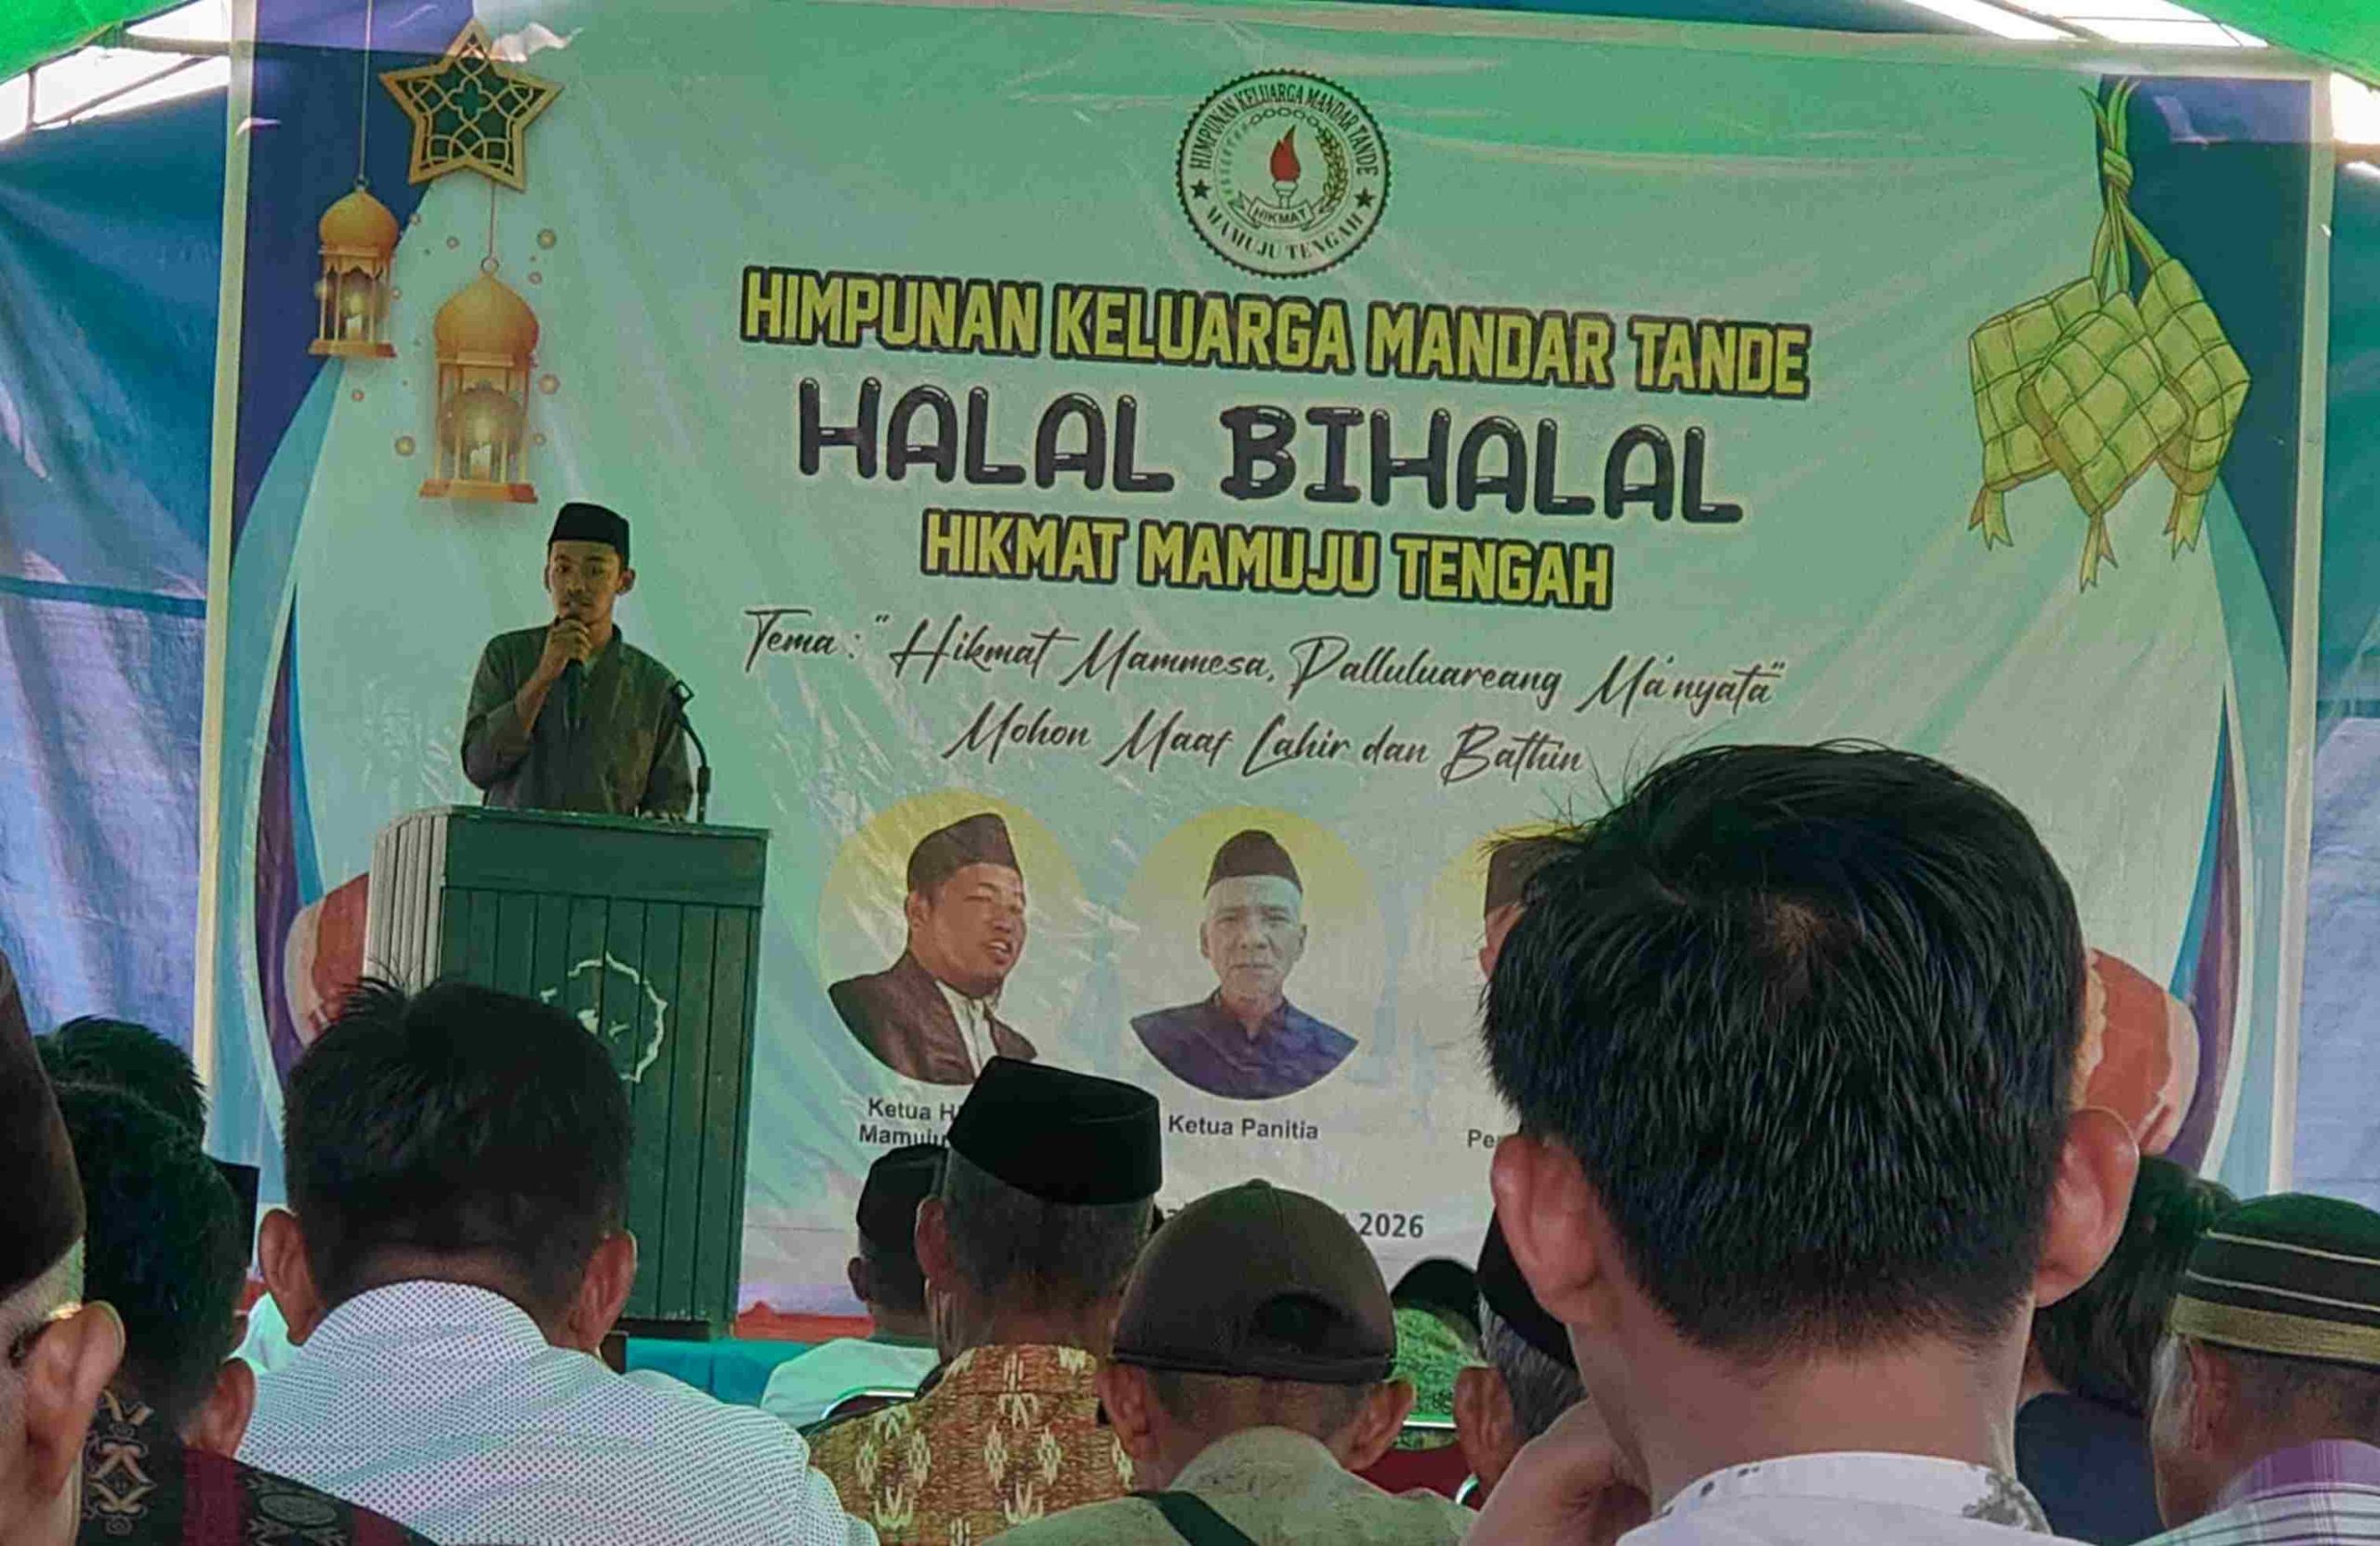 HIMPUNAN KELUARGA MANDAR TANDE
HIKMAT
MAMUJU TENGAH
HIMPUNAN KELUARGA MANDAR TANDE
HALAL BIHALAL
HIKMAT MAMUJU TENGAH
Tema : "Hikmat Mammesa, Palluluareang Ma'nyata"
Mohon Maaf Lahir dan Bathin
Ketua
Mamuju
Ketua Panitia
2026